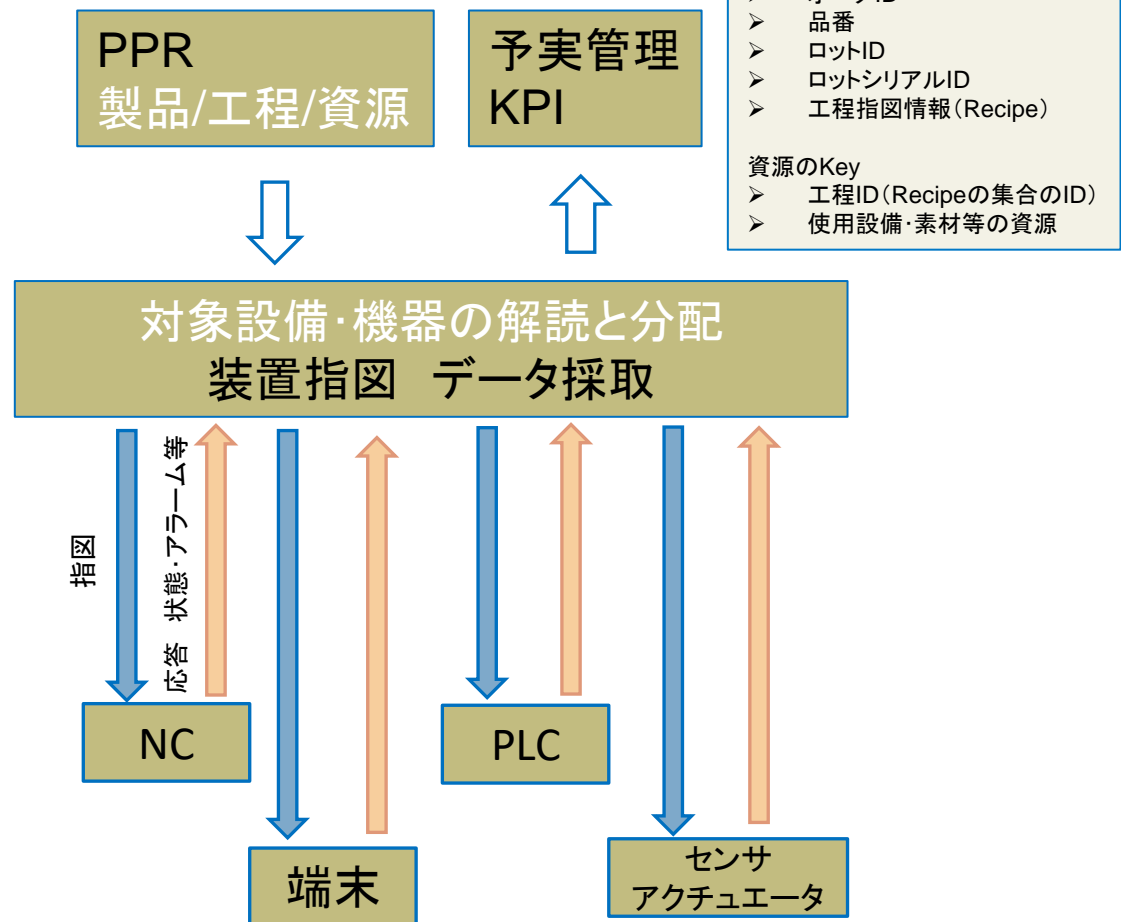 PPR
製品/工程/資源
予実管理
KPI
➢ 品番
➢ ロットID
➢ ロットシリアルID
➢ 工程指図情報(Recipe)
資源のKey
➢ 工程ID(Recipeの集合のID)
➢ 使用設備・素材等の資源
対象設備・機器の解読と分配
装置指図 データ採取
指図
応答 状態・アラーム等
NC
PLC
端末
センサ
アクチュエータ